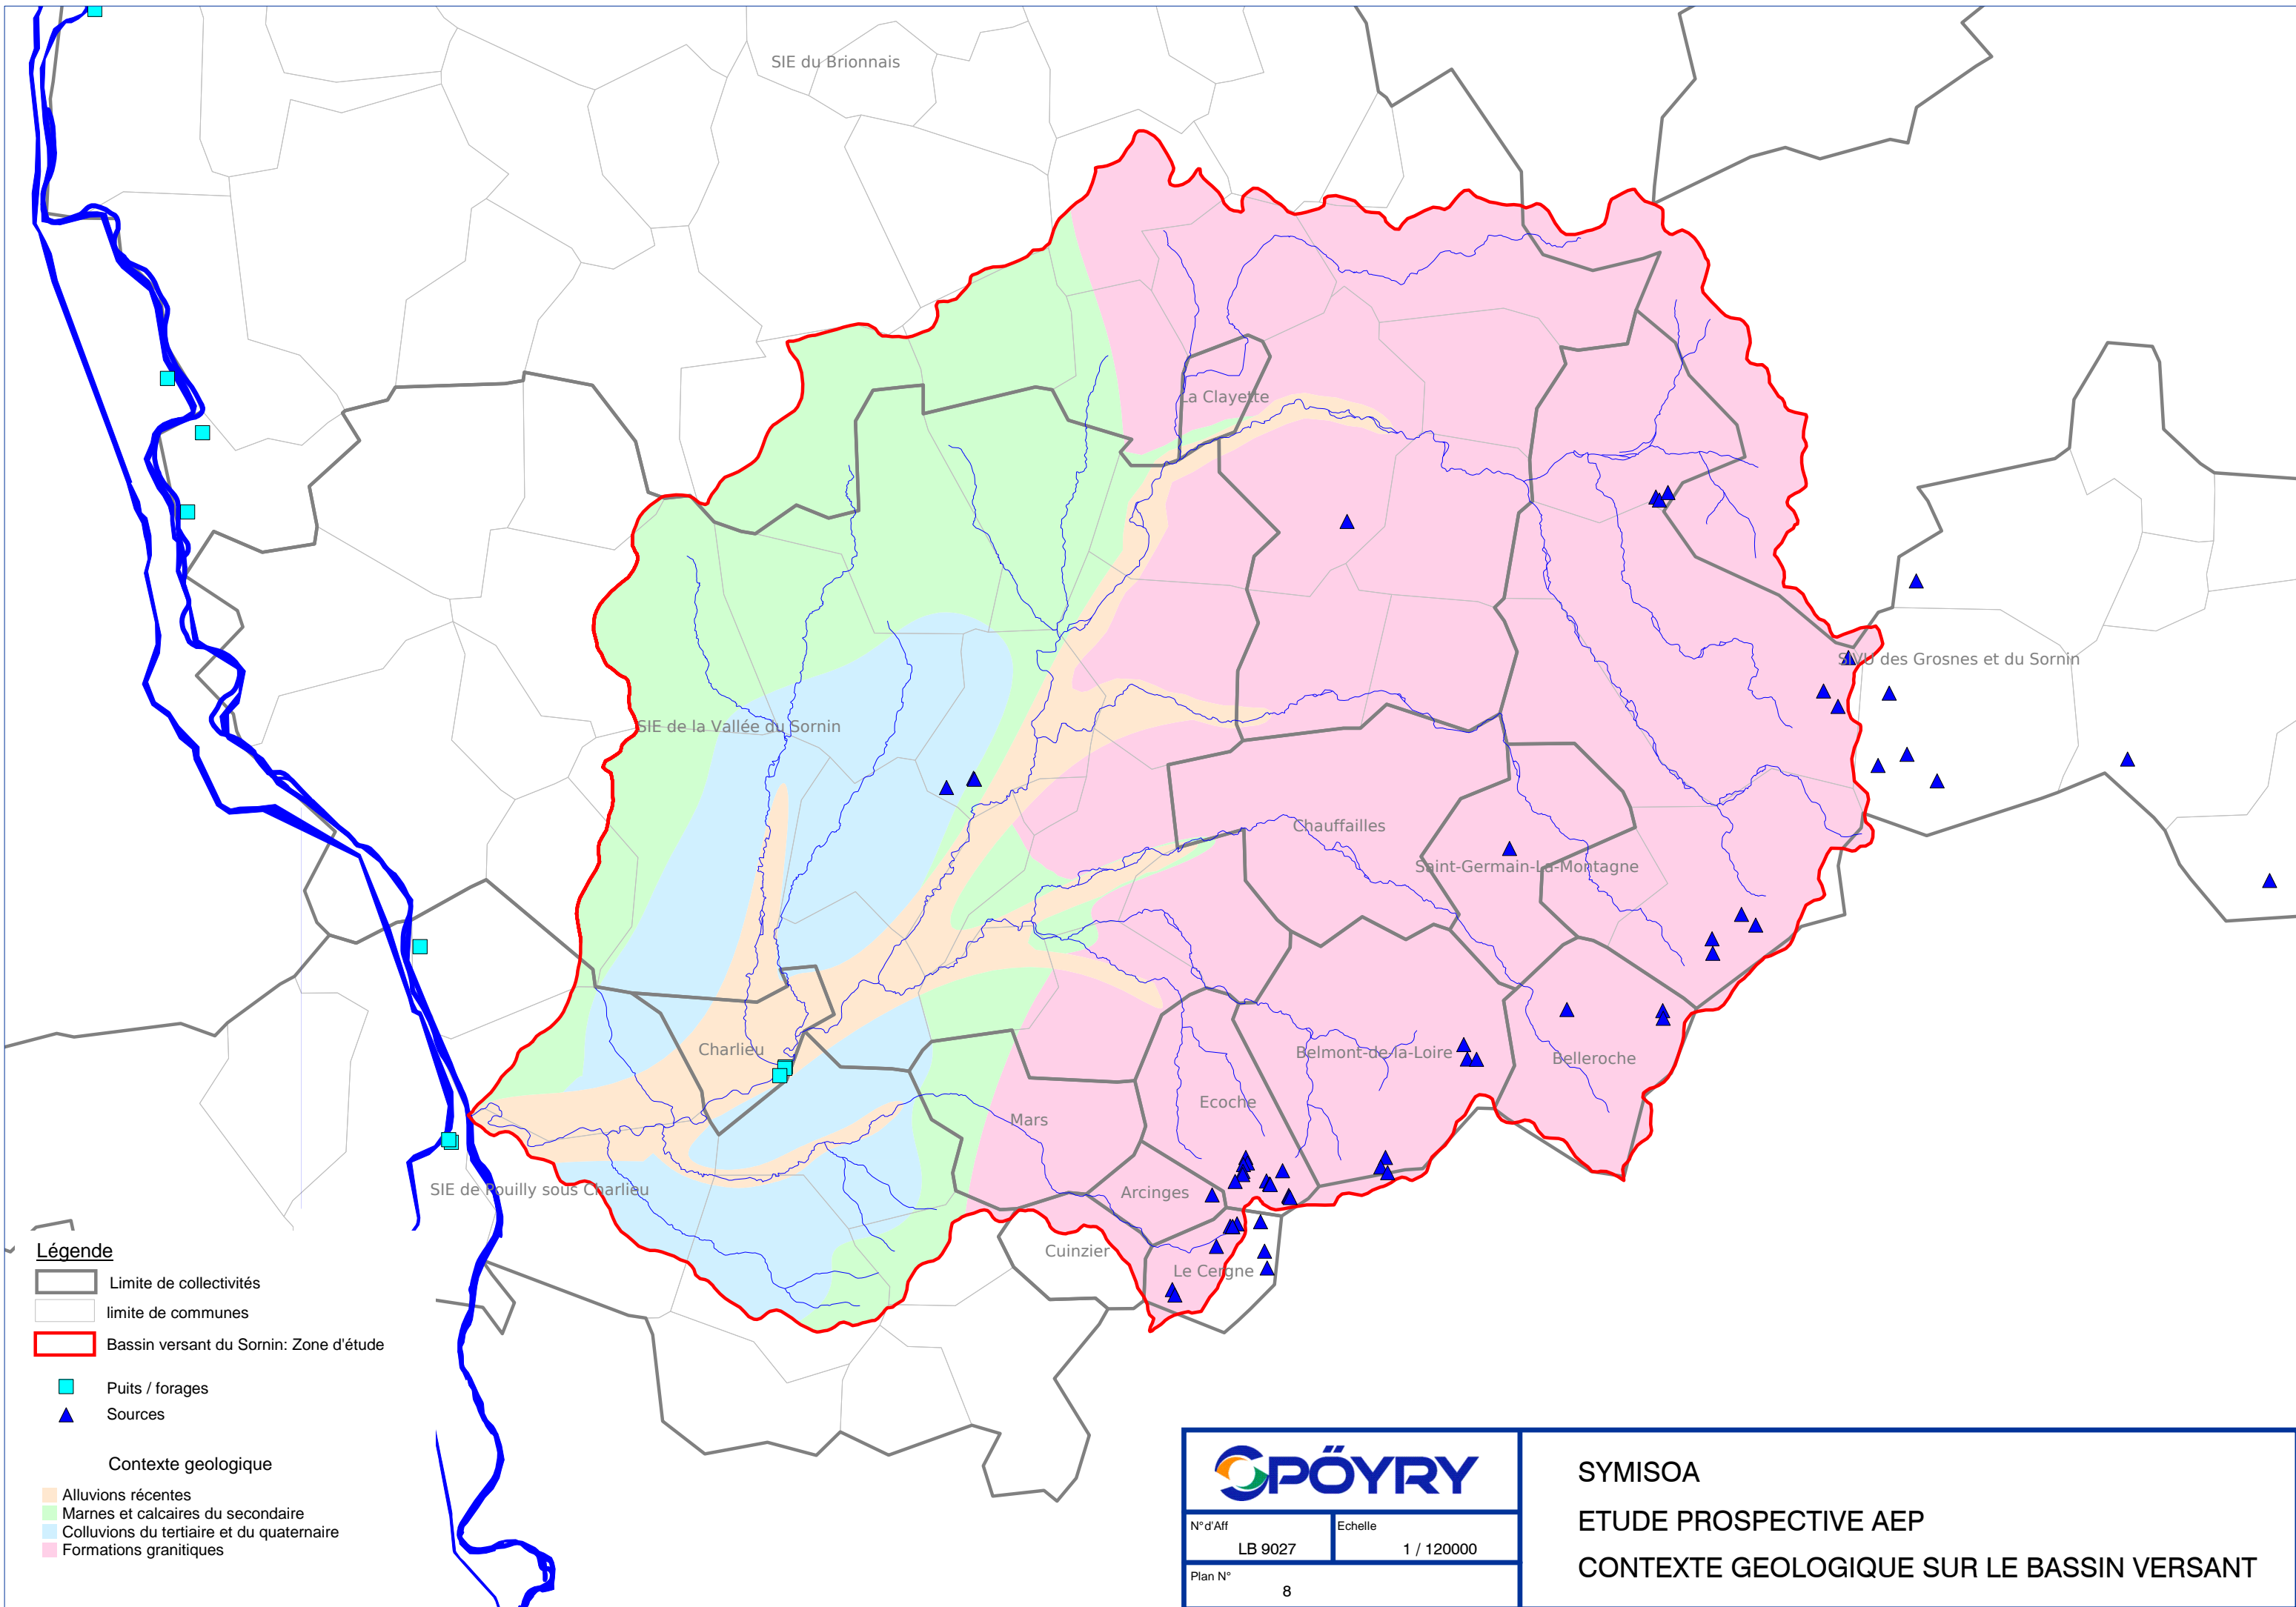 SIE du Brionnais
La Clayette
SIVU des Grosnes et du Sornin
SIE de la Vallée du Sornin
Chauffailles
Saint-Germain-La-Montagne
Charlieu
Belmont-de-la-Loire
Belleroche
Ecoche
Mars
Arcinges
SIE de Pouilly sous Charlieu
Cuinzier
Le Cergne
Légende
Limite de collectivités
limite de communes
Bassin versant du Sornin: Zone d'étude
Puits / forages
Sources
Contexte geologique
Alluvions récentes
Marnes et calcaires du secondaire
Colluvions du tertiaire et du quaternaire
Formations granitiques
PÖYRY
N°d'Aff
LB 9027
Echelle
1 / 120000
Plan N°
8
SYMISOA
ETUDE PROSPECTIVE AEP
CONTEXTE GEOLOGIQUE SUR LE BASSIN VERSANT